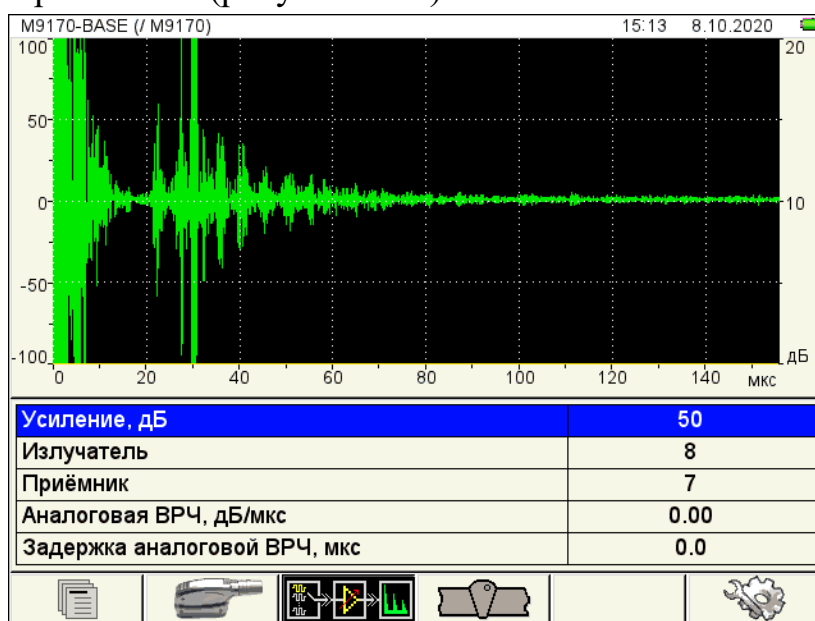 M9170-BASE (/ M9170) 15:13 8.10.2020
100 20
50
0 10
-50
-100 дБ
0 20 40 60 80 100 120 140 мкс
Усиление, дБ 50
Излучатель 8
Приёмник 7
Аналоговая ВРЧ, дБ/мкс 0.00
Задержка аналоговой ВРЧ, мкс 0.0